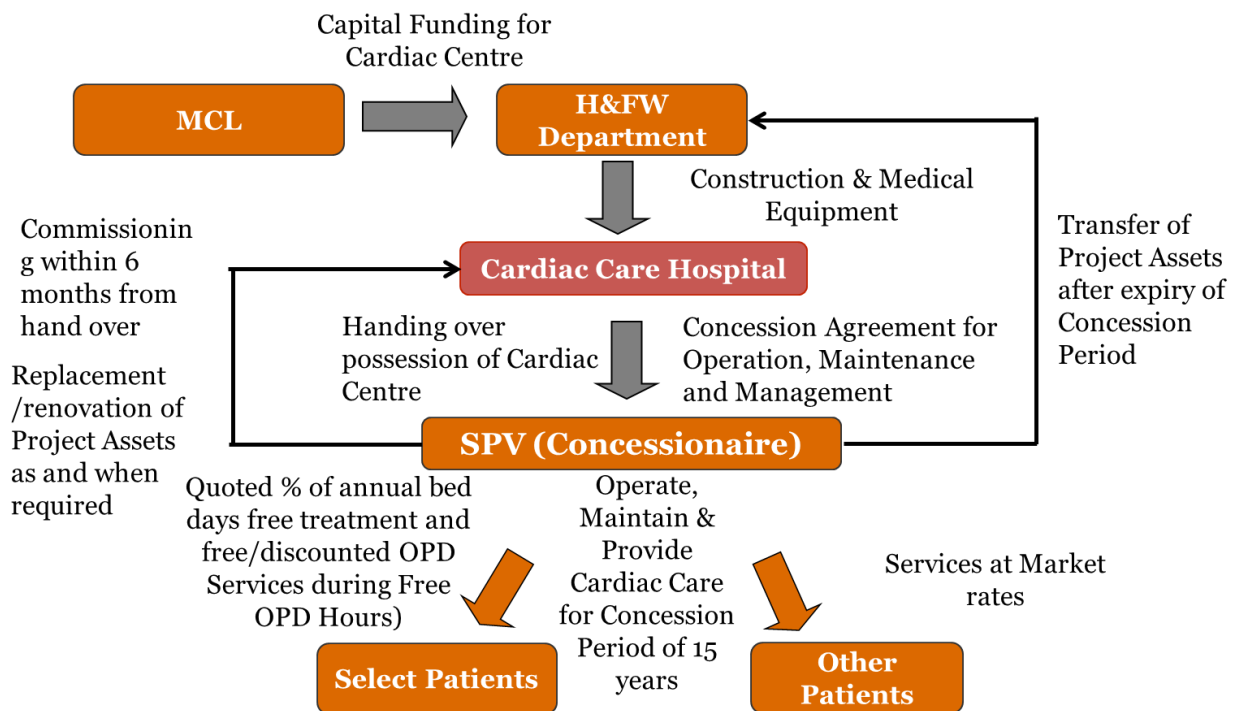 Capital Funding for
Cardiac Centre
MCL
H&FW
Department
Construction & Medical
Equipment
Transfer of
Project Assets
after expiry of
Concession
Period
Commissionin
g within 6
months from
hand over
Cardiac Care Hospital
Handing over
possession of Cardiac
Centre
Concession Agreement for
Operation, Maintenance
and Management
Replacement
/renovation of
Project Assets
as and when
required
SPV (Concessionaire)
Quoted % of annual bed
days free treatment and
free/discounted OPD
Services during Free
OPD Hours)
Operate,
Maintain &
Provide
Cardiac Care
for Concession
Period of 15
years
Services at Market
rates
Select Patients
Other
Patients